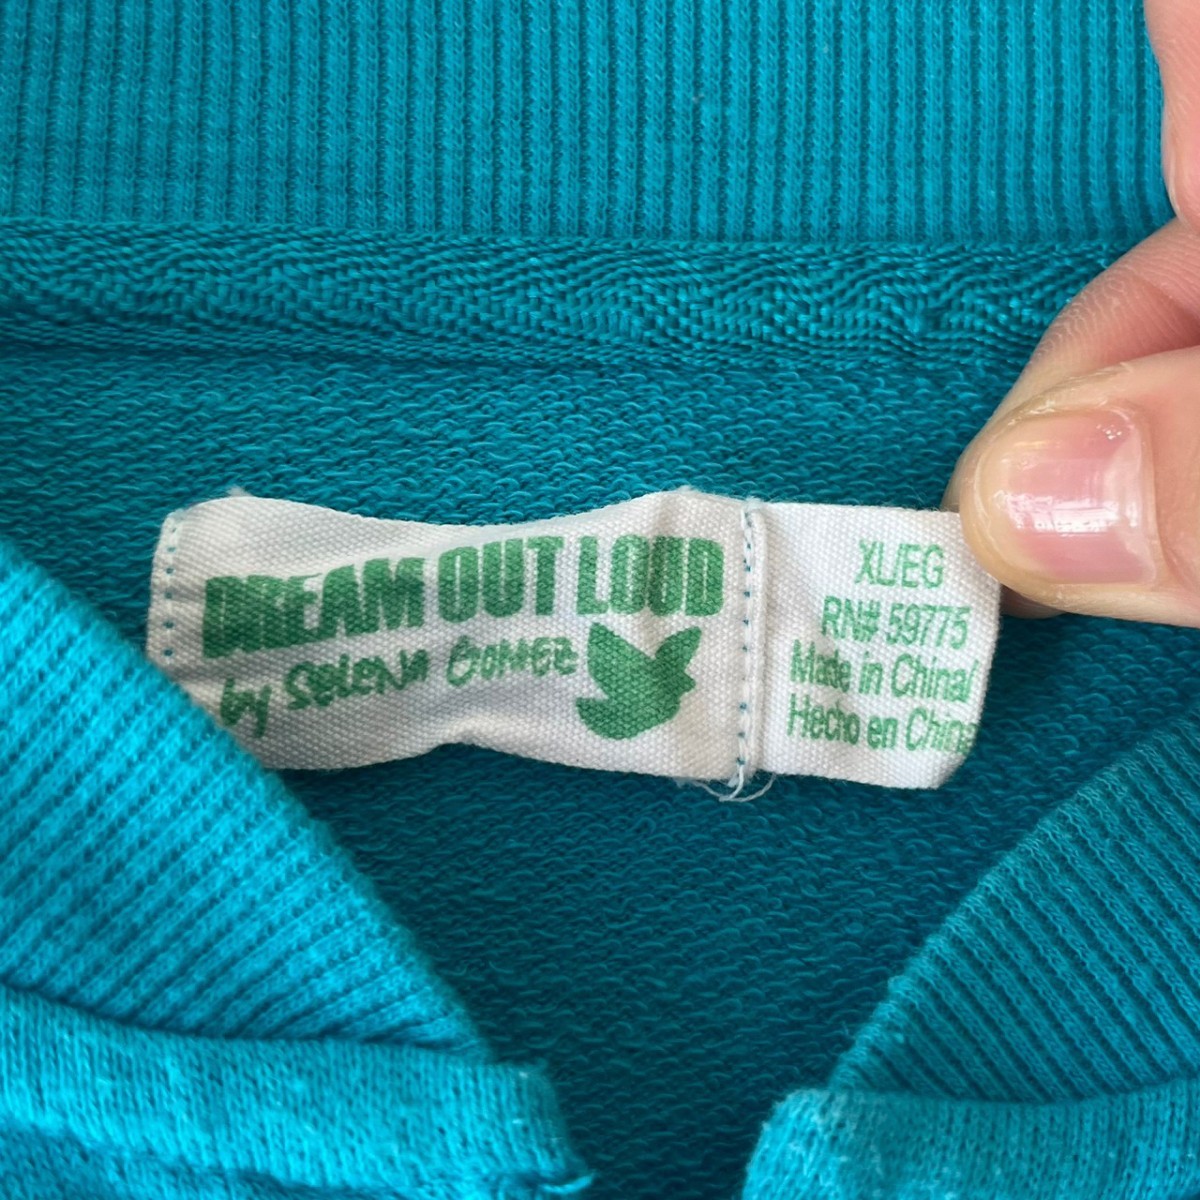 DREAM OUT LOUD
by SELENA GOMEZ
XL/EG
RN# 59775
Made in China/
Hecho en China